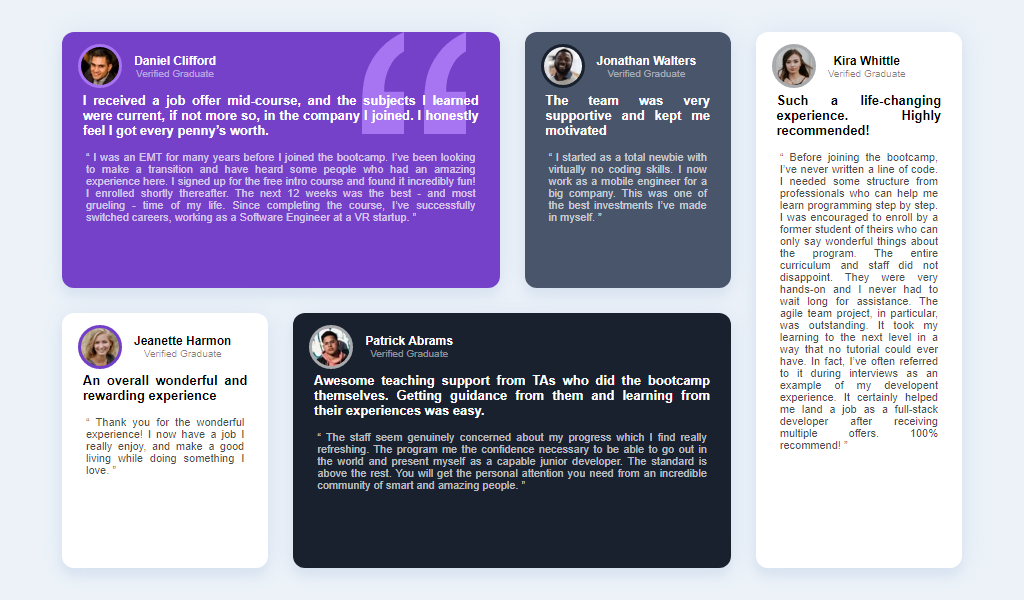 Daniel Clifford
Verified Graduate
I received a job offer mid-course, and the subjects I learned
were current, if not more so, in the company I joined. I honestly
feel I got every penny’s worth.
“ I was an EMT for many years before I joined the bootcamp. I’ve been looking
to make a transition and have heard some people who had an amazing
experience here. I signed up for the free intro course and found it incredibly fun!
I enrolled shortly thereafter. The next 12 weeks was the best - and most
grueling - time of my life. Since completing the course, I’ve successfully
switched careers, working as a Software Engineer at a VR startup. ”
Jonathan Walters
Verified Graduate
The team was very
supportive and kept me
motivated
“ I started as a total newbie with
virtually no coding skills. I now
work as a mobile engineer for a
big company. This was one of
the best investments I’ve made
in myself. ”
Kira Whittle
Verified Graduate
Such a life-changing
experience. Highly
recommended!
“ Before joining the bootcamp,
I’ve never written a line of code.
I needed some structure from
professionals who can help me
learn programming step by step.
I was encouraged to enroll by a
former student of theirs who can
only say wonderful things about
the program. The entire
curriculum and staff did not
disappoint. They were very
hands-on and I never had to
wait long for assistance. The
agile team project, in particular,
was outstanding. It took my
learning to the next level in a
way that no tutorial could ever
have. In fact, I’ve often referred
to it during interviews as an
example of my developent
experience. It certainly helped
me land a job as a full-stack
developer after receiving
multiple offers. 100%
recommend! ”
Jeanette Harmon
Verified Graduate
An overall wonderful and
rewarding experience
“ Thank you for the wonderful
experience! I now have a job I
really enjoy, and make a good
living while doing something I
love. ”
Patrick Abrams
Verified Graduate
Awesome teaching support from TAs who did the bootcamp
themselves. Getting guidance from them and learning from
their experiences was easy.
“ The staff seem genuinely concerned about my progress which I find really
refreshing. The program me the confidence necessary to be able to go out in
the world and present myself as a capable junior developer. The standard is
above the rest. You will get the personal attention you need from an incredible
community of smart and amazing people. ”